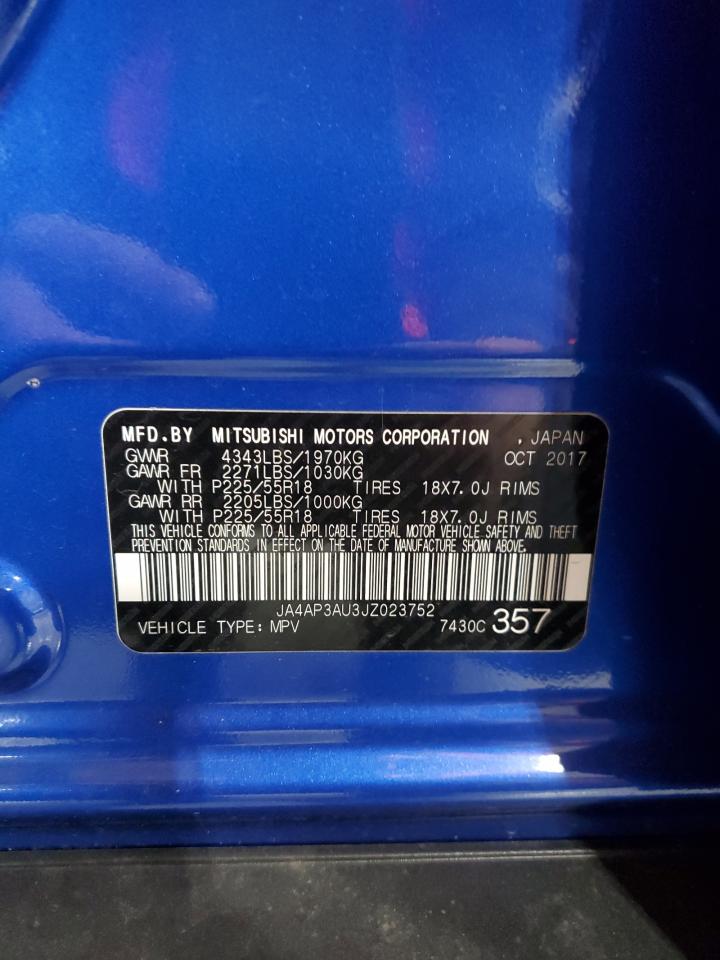 MFD.BY MITSUBISHI MOTORS CORPORATION , JAPAN
GVWR 4343LBS/1970KG OCT 2017
GAWR FR 2271LBS/1030KG
WITH P225/55R18 TIRES 18X7.0J RIMS
GAWR RR 2205LBS/1000KG
WITH P225/55R18 TIRES 18X7.0J RIMS
THIS VEHICLE CONFORMS TO ALL APPLICABLE FEDERAL MOTOR VEHICLE SAFETY AND THEFT
PREVENTION STANDARDS IN EFFECT ON THE DATE OF MANUFACTURE SHOWN ABOVE.
JA4AP3AU3JZ023752
VEHICLE TYPE: MPV 7430C 357